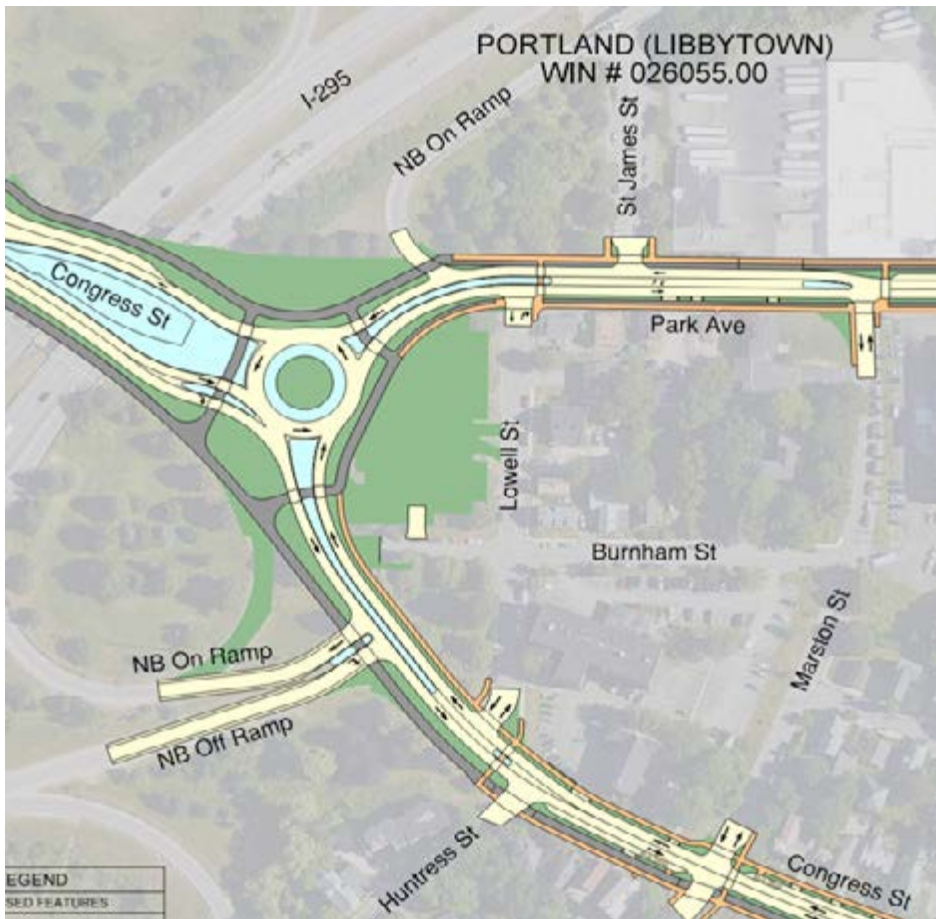 PORTLAND (LIBBYTOWN)
WIN # 026055.00
I-295
NB On Ramp
St James St
Congress St
Park Ave
Lowell St
Burnham St
Marston St
NB On Ramp
NB Off Ramp
Huntress St
Congress St
EGEND
SED FEATURES